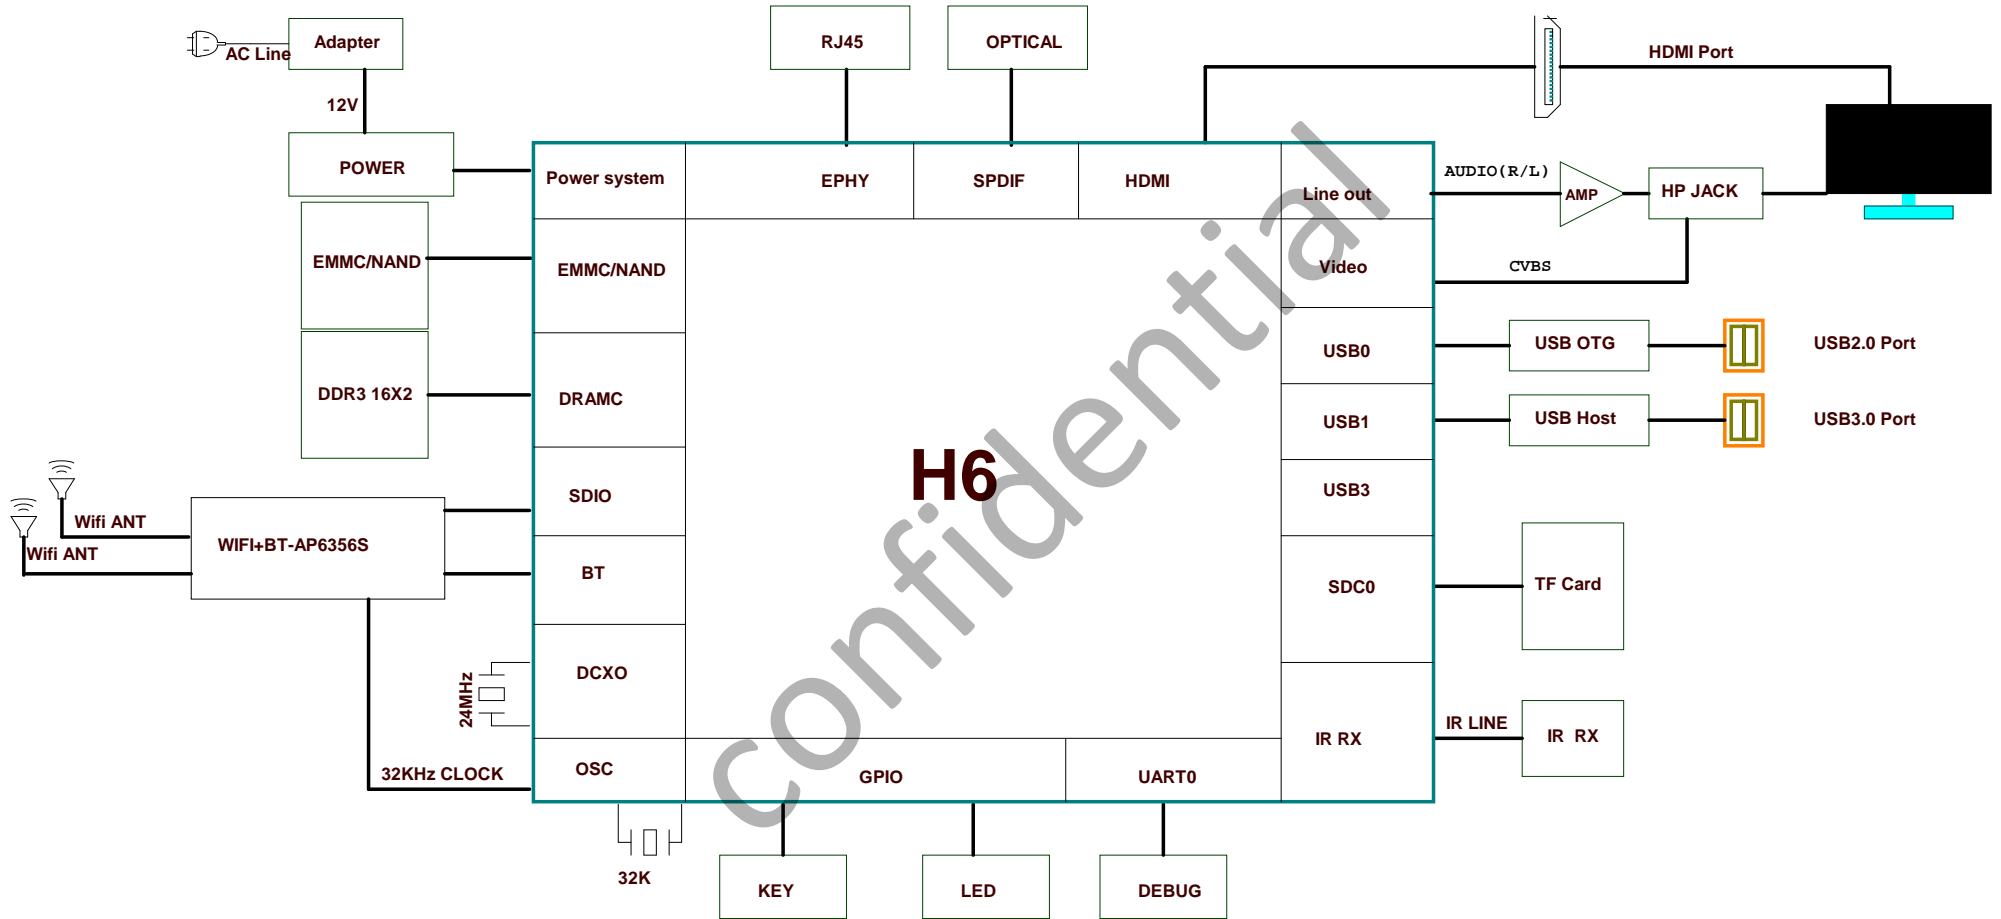 AC Line
Adapter
12V
POWER
RJ45
OPTICAL
HDMI Port
Power system
EPHY
SPDIF
HDMI
Line out
AUDIO(R/L)
AMP
HP JACK
EMMC/NAND
EMMC/NAND
Video
CVBS
DDR3 16X2
DRAMC
USB0
USB OTG
USB2.0 Port
USB1
USB Host
USB3.0 Port
H6
USB3
SDIO
Wifi ANT
Wifi ANT
WIFI+BT-AP6356S
BT
SDC0
TF Card
DCXO
24MHz
IR RX
IR LINE
IR RX
32KHz CLOCK
OSC
GPIO
UART0
32K
KEY
LED
DEBUG
confidential